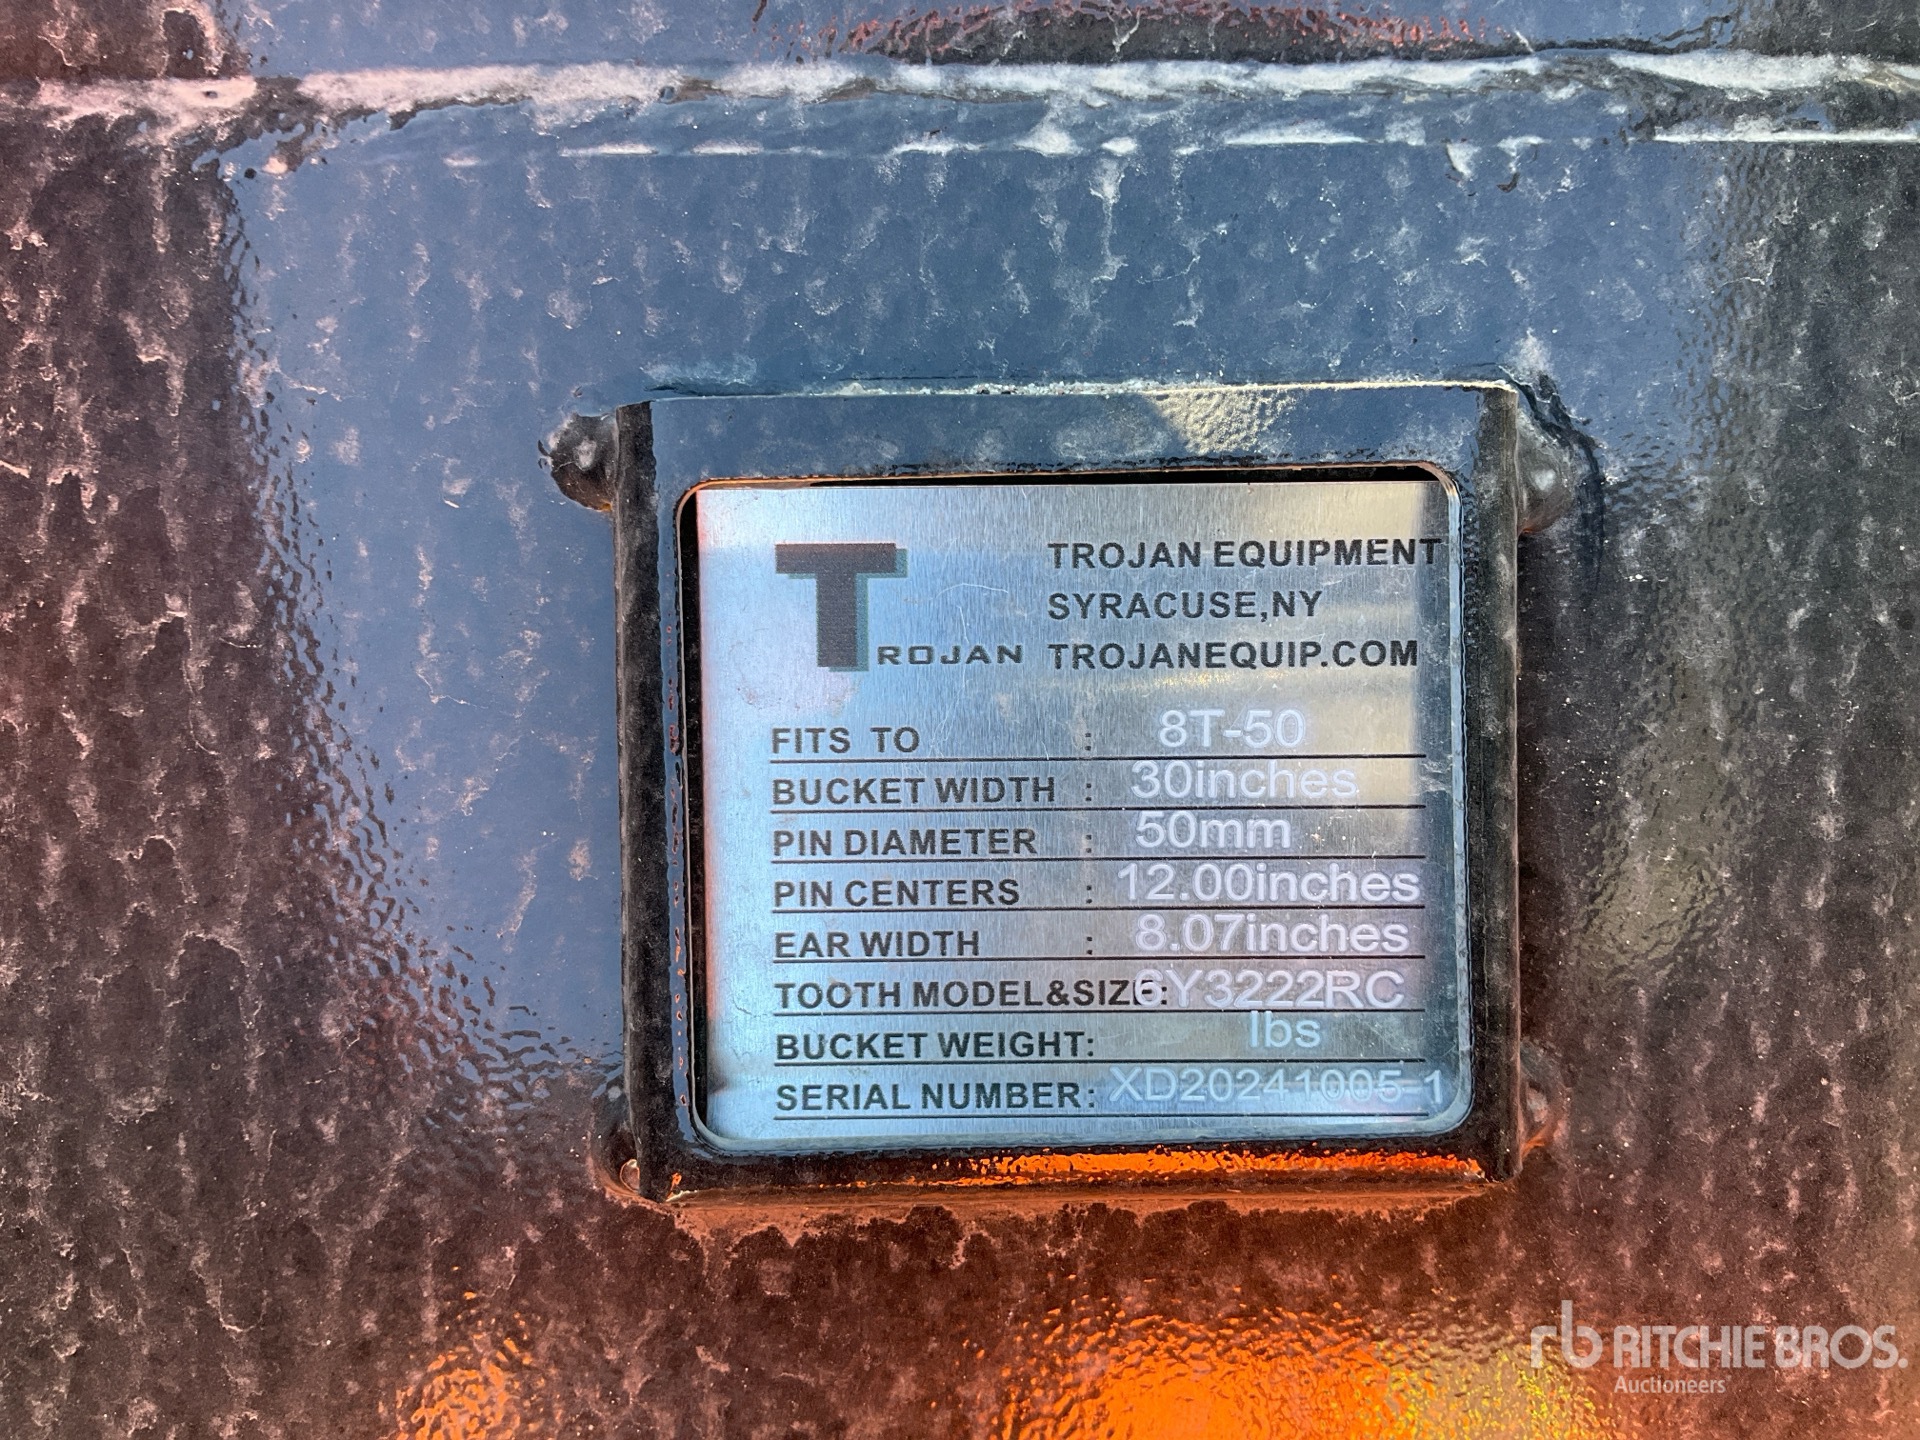 TROJAN
TROJAN EQUIPMENT
SYRACUSE,NY
TROJANEQUIP.COM
FITS TO : 8T-50
BUCKET WIDTH : 30inches
PIN DIAMETER : 50mm
PIN CENTERS : 12.00inches
EAR WIDTH : 8.07inches
TOOTH MODEL&SIZE: 6Y3222RC
BUCKET WEIGHT: lbs
SERIAL NUMBER: XD20241005-1
rb RITCHIE BROS.
Auctioneers